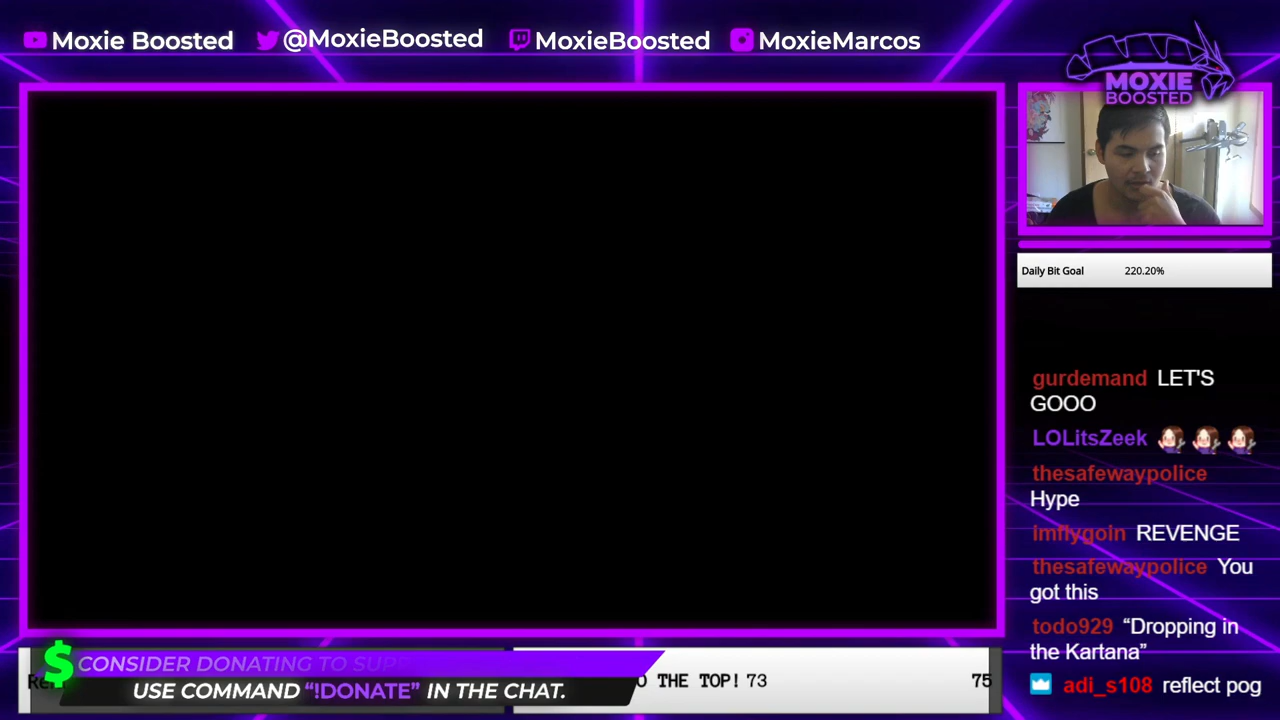 Moxie Boosted @MoxieBoosted MoxieBoosted MoxieMarcos
MOXIE
BOOSTED
Daily Bit Goal 220.20%
gurdemand LET'S
GOOO
LOLitsZeek
thesafewaypolice
Hype
imflygoin REVENGE
thesafewaypolice You
got this
todo929 “Dropping in
the Kartana”
adi_s108 reflect pog
$ CONSIDER DONATING TO SUPP
USE COMMAND “!DONATE” IN THE CHAT.
THE TOP! 73 75